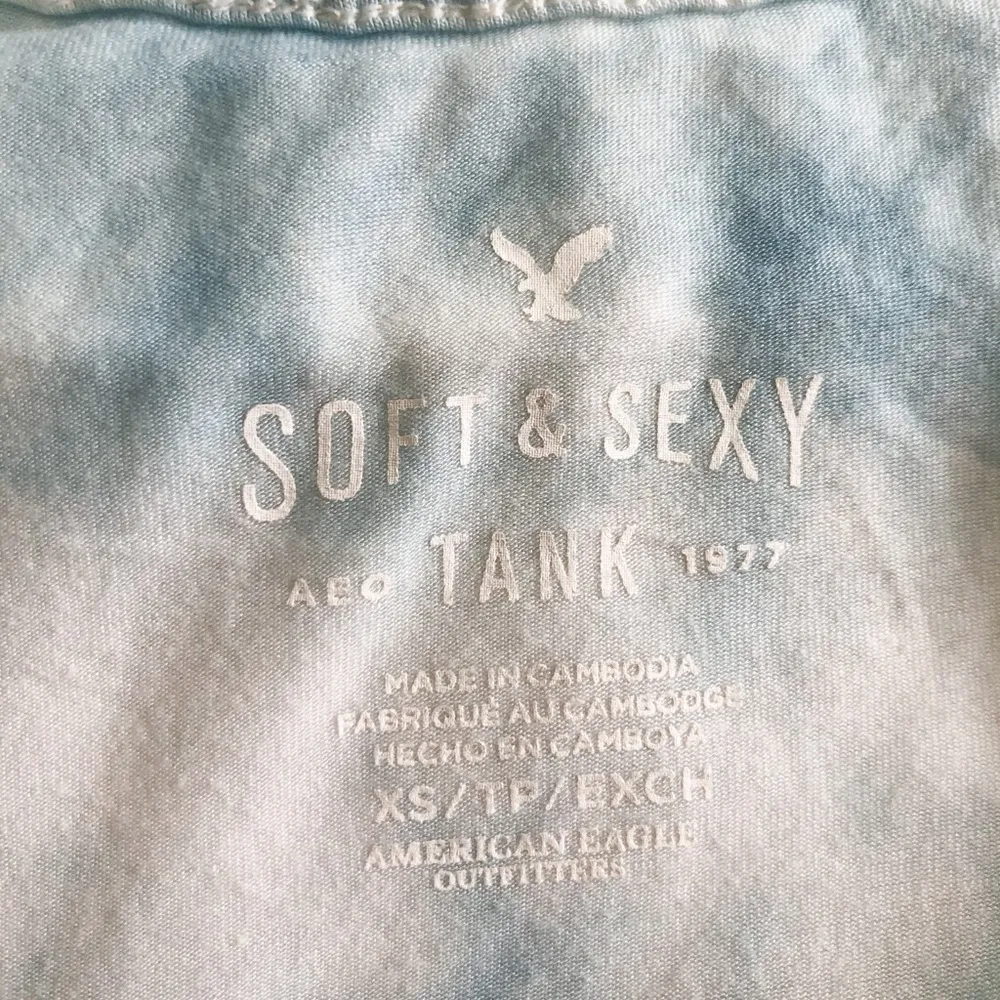 SOFT & SEXY
AEO TANK 1977
MADE IN CAMBODIA
FABRIQUÉ AU CAMBODGE
HECHO EN CAMBOYA
XS/TP/EXCH
AMERICAN EAGLE
OUTFITTERS